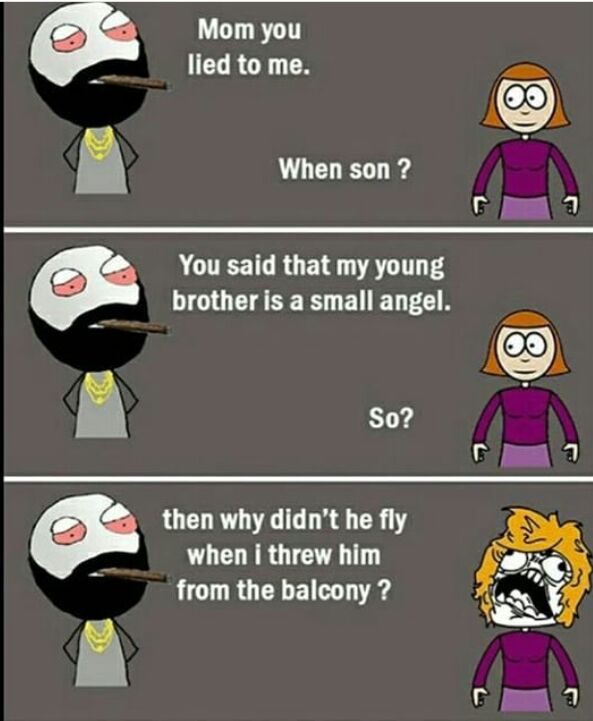 Mom you
lied to me.
When son ?
You said that my young
brother is a small angel.
So?
then why didn't he fly
when i threw him
from the balcony ?